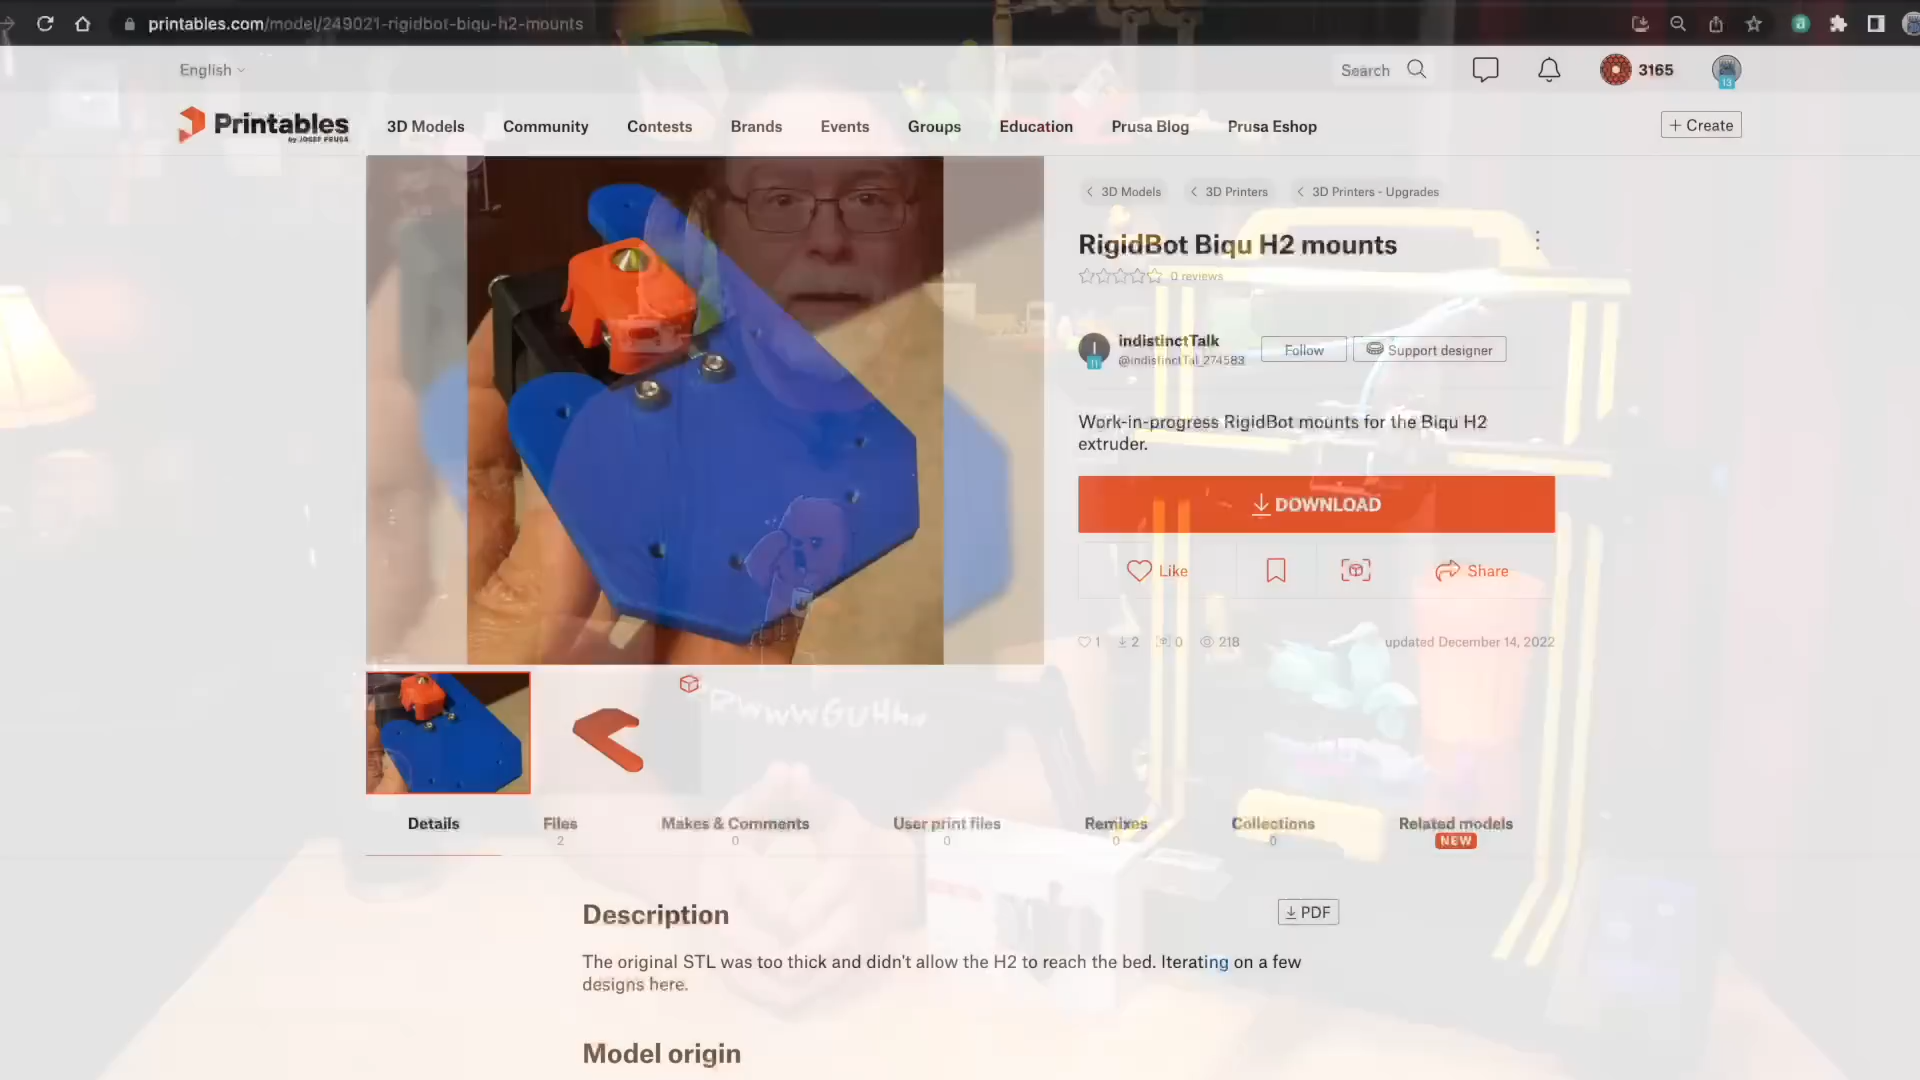 printables.com/model/249021-rigidbot-biqu-h2-mounts
English
Search
3165
13
Printables
by JOSEF PRUSA
3D Models
Community
Contests
Brands
Events
Groups
Education
Prusa Blog
Prusa Eshop
+ Create
3D Models
3D Printers
3D Printers - Upgrades
RigidBot Biqu H2 mounts
0 reviews
indistinctTalk
Follow
Support designer
Work-in-progress RigidBot mounts for the Biqu H2
extruder.
DOWNLOAD
Like
Share
1
2
0
218
updated December 14, 2022
Details
Files
2
Makes & Comments
0
User print files
0
Remixes
0
Collections
0
Related models
NEW
Description
PDF
The original STL was too thick and didn't allow the H2 to reach the bed. Iterating on a few
designs here.
Model origin